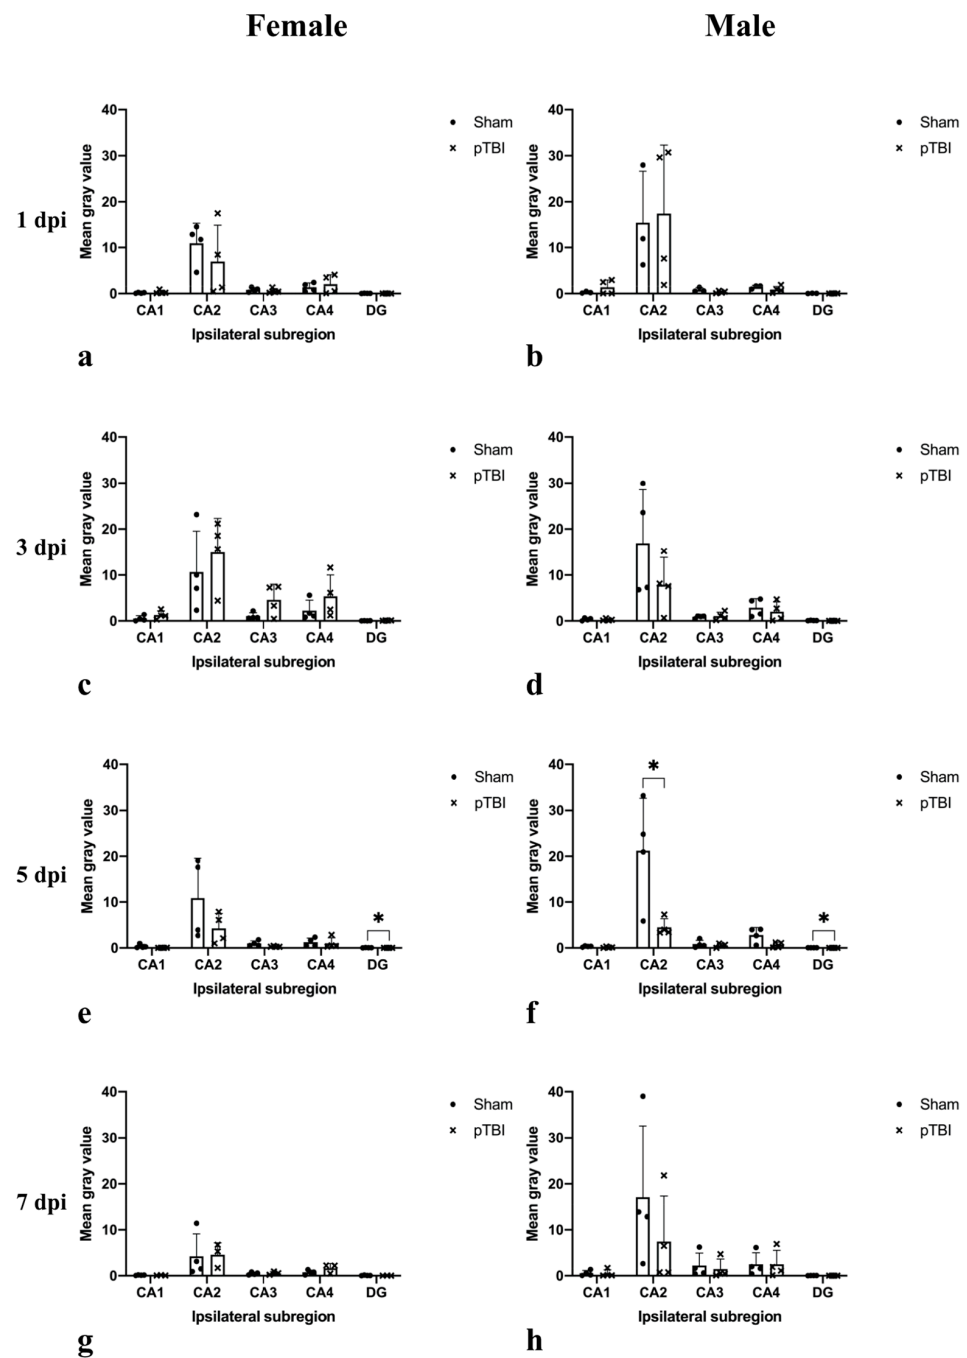 Female Male
40
30
20
10
0
Mean gray value
CA1 CA2 CA3 CA4 DG
Ipsilateral subregion
Sham
pTBI
1 dpi
a
40
30
20
10
0
Mean gray value
CA1 CA2 CA3 CA4 DG
Ipsilateral subregion
Sham
pTBI
b
40
30
20
10
0
Mean gray value
CA1 CA2 CA3 CA4 DG
Ipsilateral subregion
Sham
pTBI
3 dpi
c
40
30
20
10
0
Mean gray value
CA1 CA2 CA3 CA4 DG
Ipsilateral subregion
Sham
pTBI
d
40
30
20
10
0
Mean gray value
*
CA1 CA2 CA3 CA4 DG
Ipsilateral subregion
Sham
pTBI
5 dpi
e
40
30
20
10
0
Mean gray value
*
*
CA1 CA2 CA3 CA4 DG
Ipsilateral subregion
Sham
pTBI
f
40
30
20
10
0
Mean gray value
CA1 CA2 CA3 CA4 DG
Ipsilateral subregion
Sham
pTBI
7 dpi
g
40
30
20
10
0
Mean gray value
CA1 CA2 CA3 CA4 DG
Ipsilateral subregion
Sham
pTBI
h